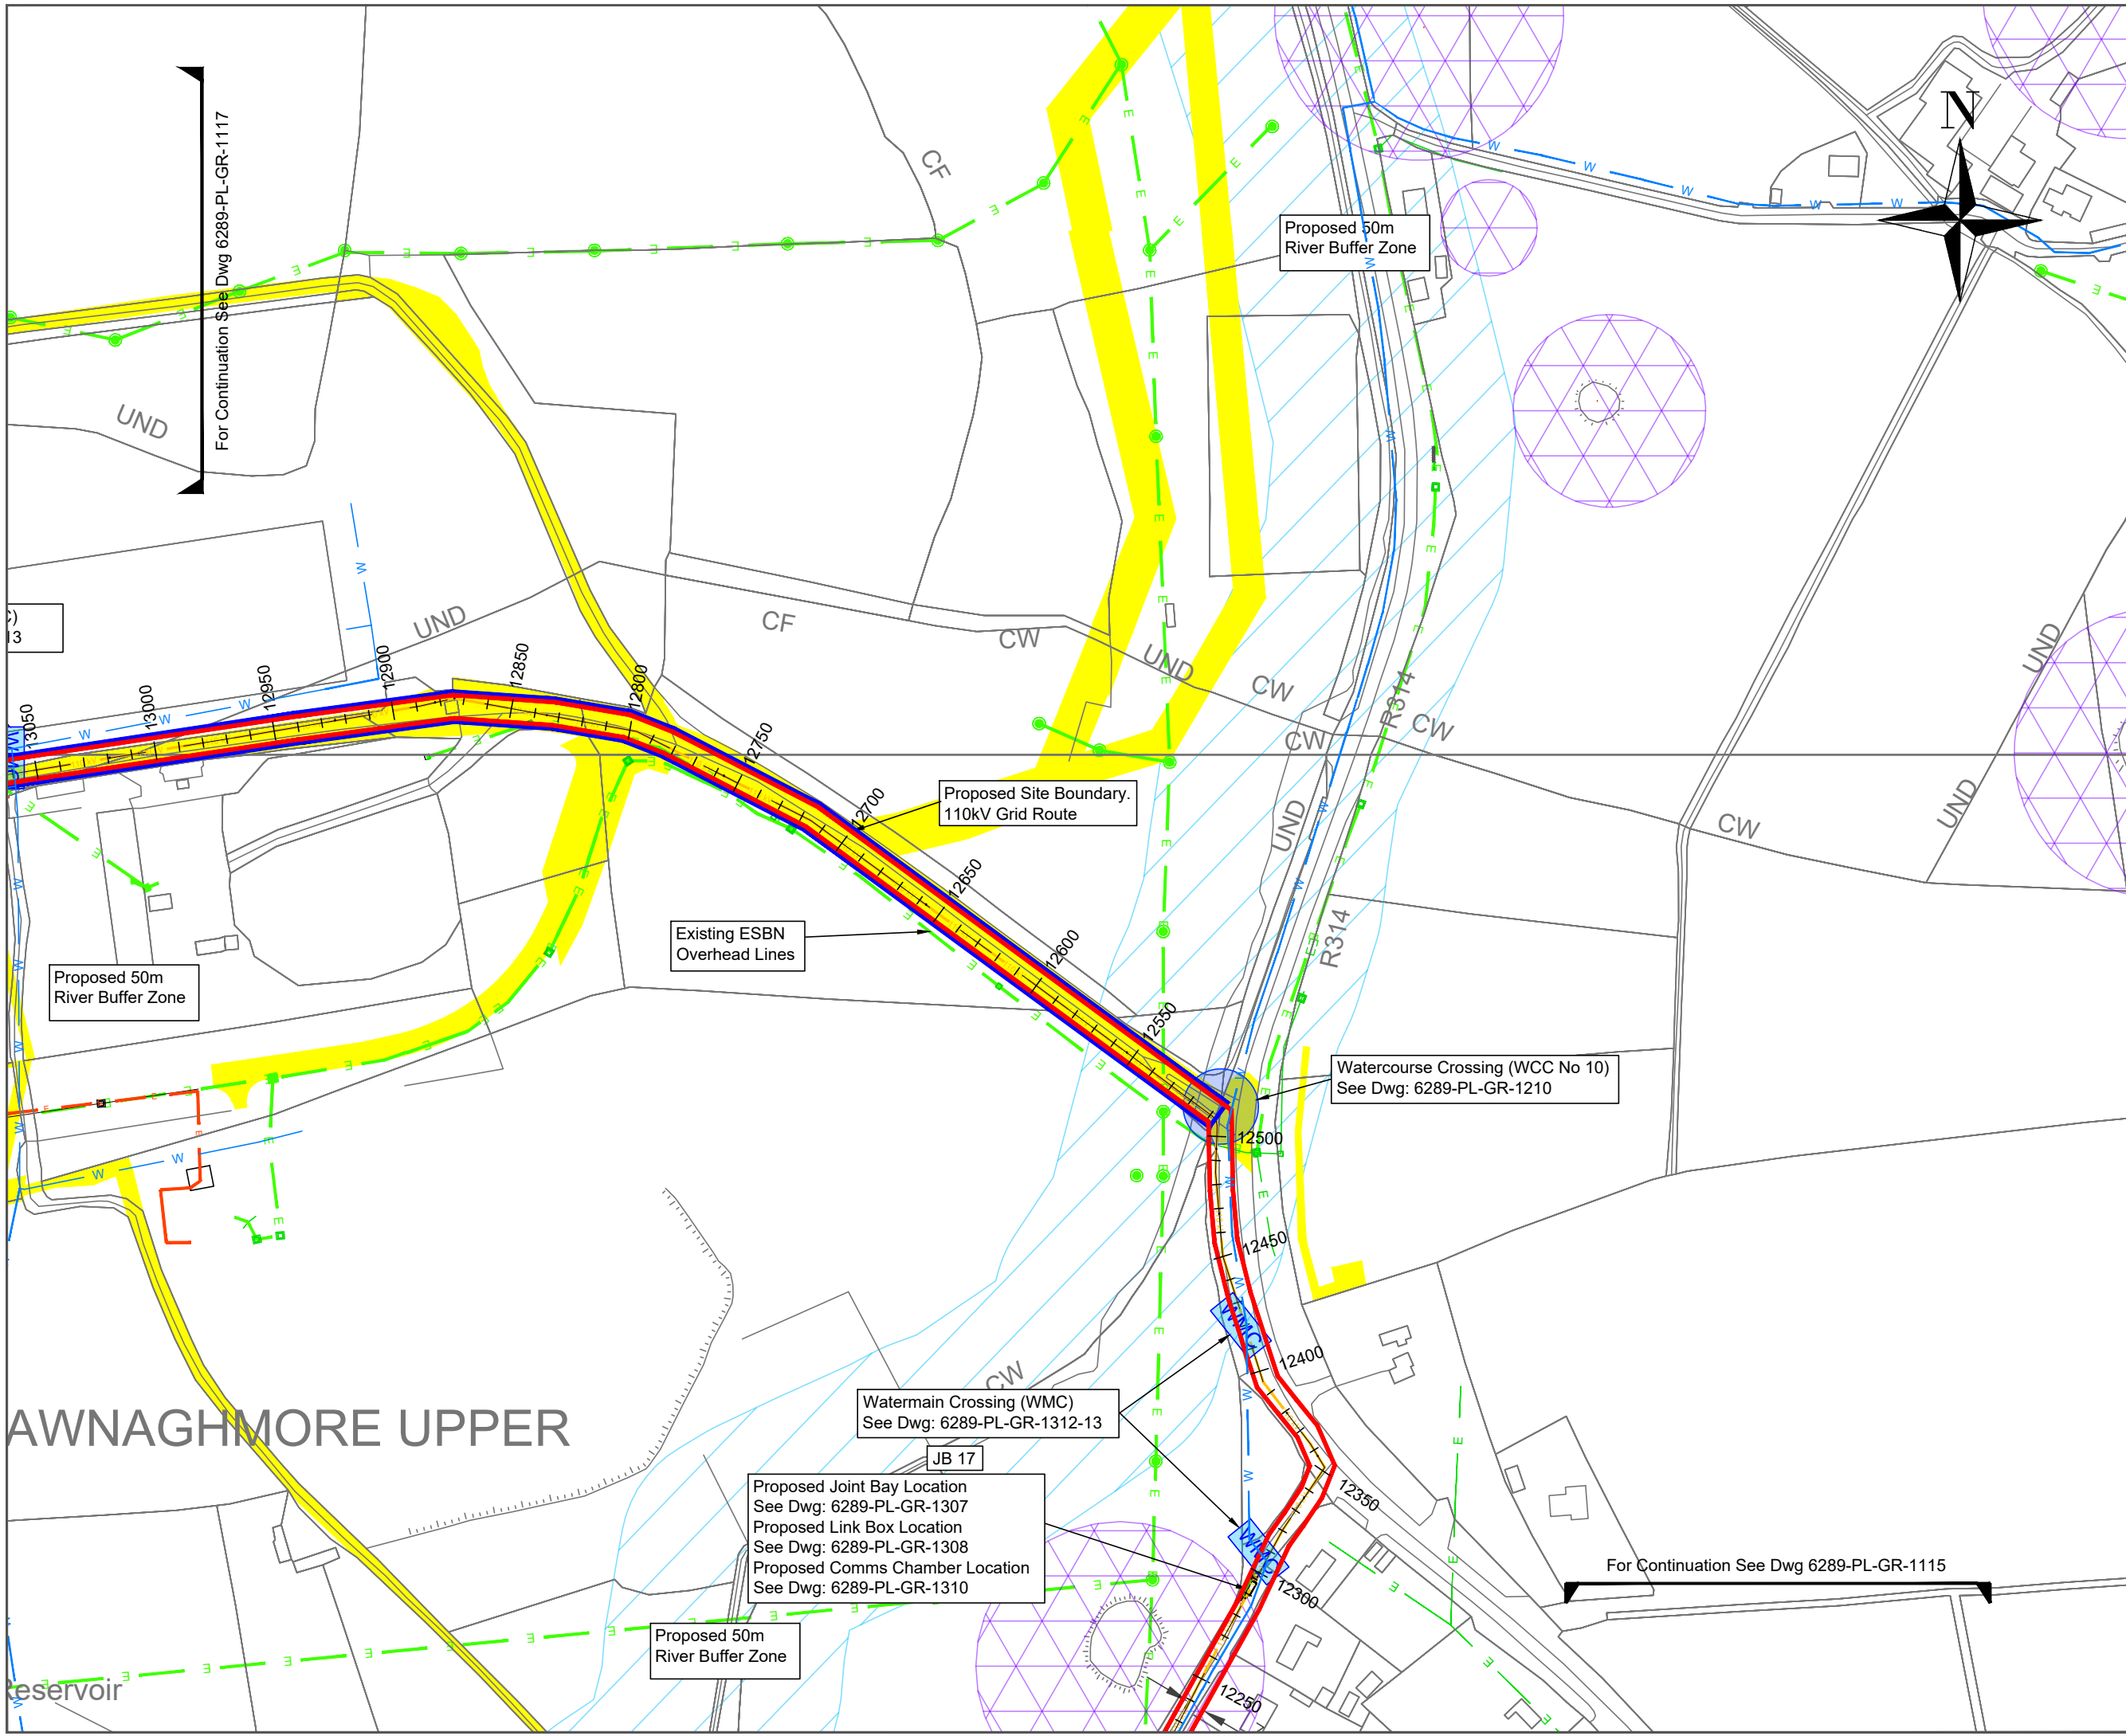 For Continuation See Dwg 6289-PL-GR-1117
N
CF
Proposed 50m
River Buffer Zone
UND
UND
CF
CW
UND
CW
CW
R314
CW
UND
UND
CW
UND
13
13050
13000
12950
12900
12850
12800
12750
12700
12650
12600
12550
12500
12450
12400
12350
12300
12250
Proposed Site Boundary.
110kV Grid Route
Existing ESBN
Overhead Lines
R314
Proposed 50m
River Buffer Zone
Watercourse Crossing (WCC No 10)
See Dwg: 6289-PL-GR-1210
WMC
CW
Watermain Crossing (WMC)
See Dwg: 6289-PL-GR-1312-13
AWNAGHMORE UPPER
JB 17
Proposed Joint Bay Location
See Dwg: 6289-PL-GR-1307
Proposed Link Box Location
See Dwg: 6289-PL-GR-1308
Proposed Comms Chamber Location
See Dwg: 6289-PL-GR-1310
WMC
For Continuation See Dwg 6289-PL-GR-1115
Proposed 50m
River Buffer Zone
Reservoir